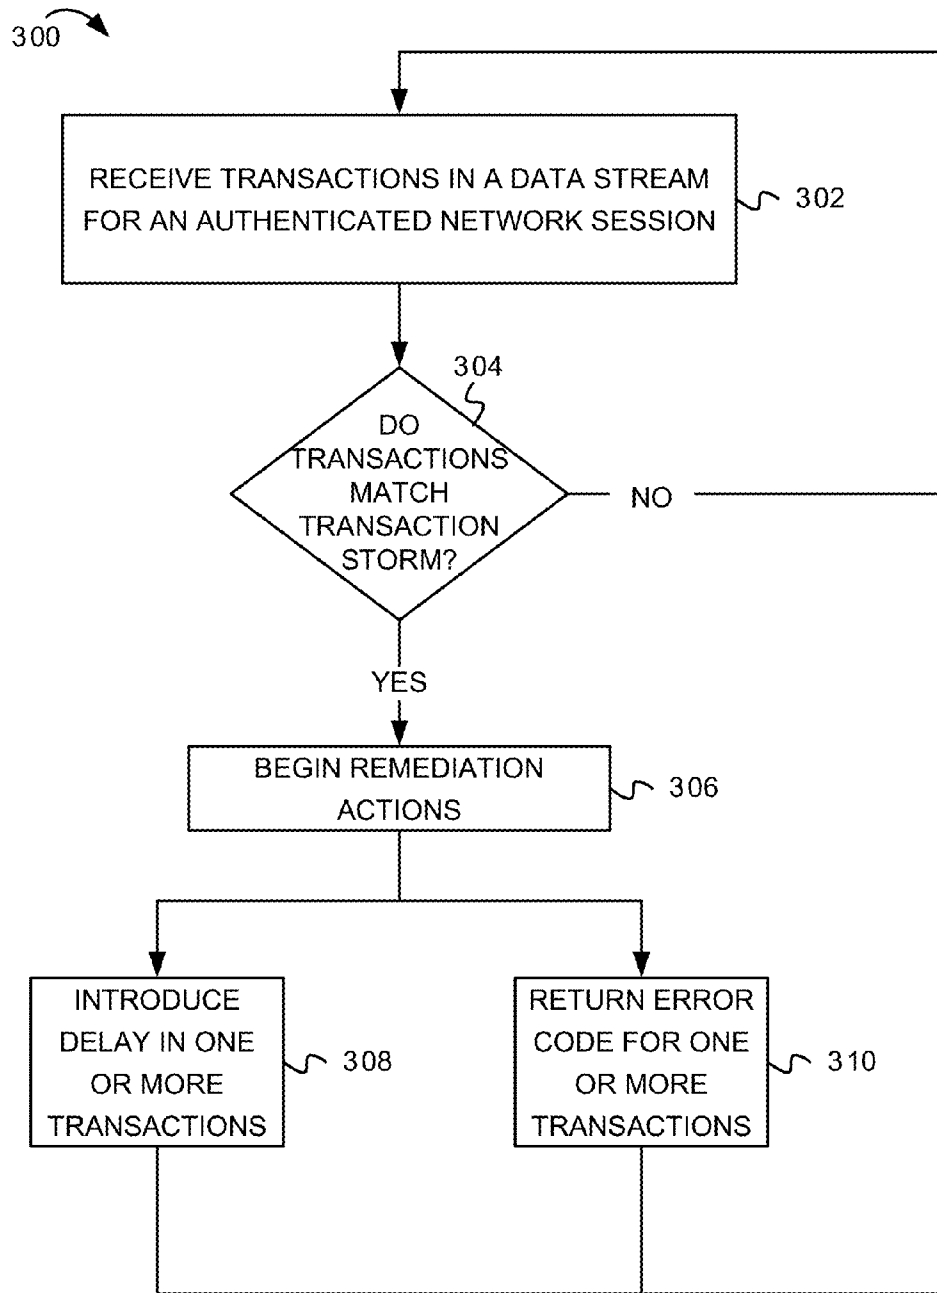 300
RECEIVE TRANSACTIONS IN A DATA STREAM
FOR AN AUTHENTICATED NETWORK SESSION
302
304
DO
TRANSACTIONS
MATCH
TRANSACTION
STORM?
NO
YES
BEGIN REMEDIATION
ACTIONS
306
INTRODUCE
DELAY IN ONE
OR MORE
TRANSACTIONS
308
RETURN ERROR
CODE FOR ONE
OR MORE
TRANSACTIONS
310